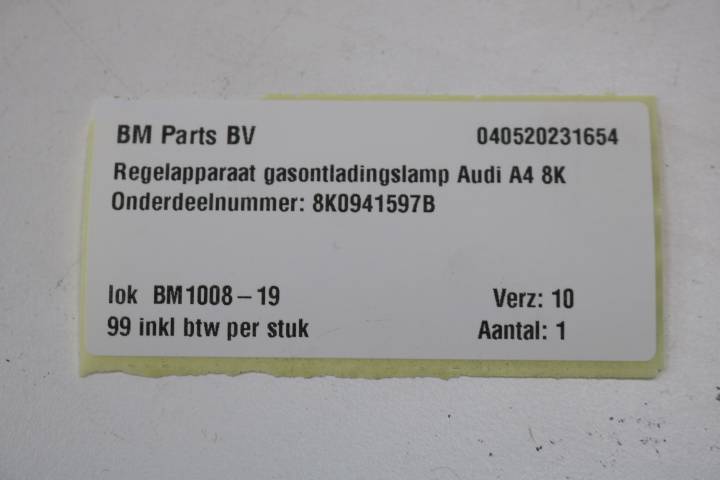 BM Parts BV 040520231654
Regelapparaat gasontladingslamp Audi A4 8K
Onderdeelnummer: 8K0941597B
lok BM1008-19 Verz: 10
99 inkl btw per stuk Aantal: 1